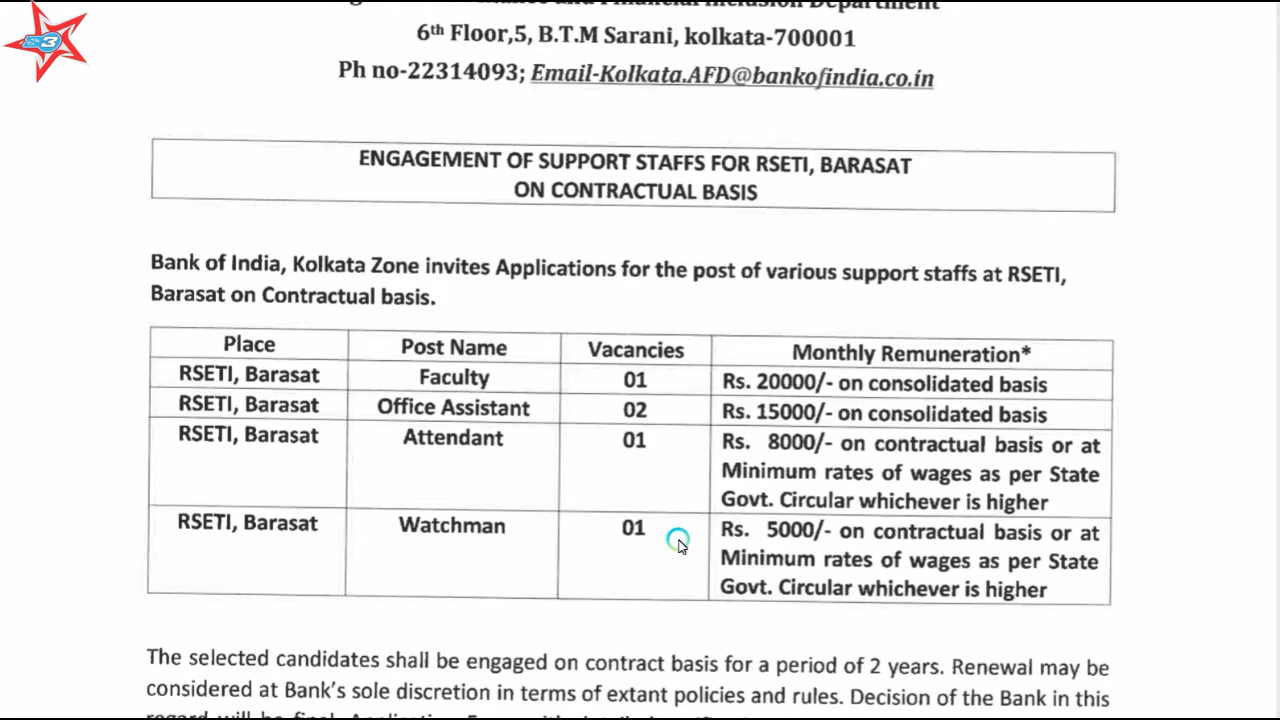 and Financial Inclusion Department
6th Floor,5, B.T.M Sarani, kolkata-700001
Ph no-22314093; Email-Kolkata.AFD@bankofindia.co.in
S3
ENGAGEMENT OF SUPPORT STAFFS FOR RSETI, BARASAT
ON CONTRACTUAL BASIS
Bank of India, Kolkata Zone invites Applications for the post of various support staffs at RSETI,
Barasat on Contractual basis.
Place Post Name Vacancies Monthly Remuneration*
RSETI, Barasat Faculty 01 Rs. 20000/- on consolidated basis
RSETI, Barasat Office Assistant 02 Rs. 15000/- on consolidated basis
RSETI, Barasat Attendant 01 Rs. 8000/- on contractual basis or at
Minimum rates of wages as per State
Govt. Circular whichever is higher
RSETI, Barasat Watchman 01 Rs. 5000/- on contractual basis or at
Minimum rates of wages as per State
Govt. Circular whichever is higher
The selected candidates shall be engaged on contract basis for a period of 2 years. Renewal may be
considered at Bank's sole discretion in terms of extant policies and rules. Decision of the Bank in this